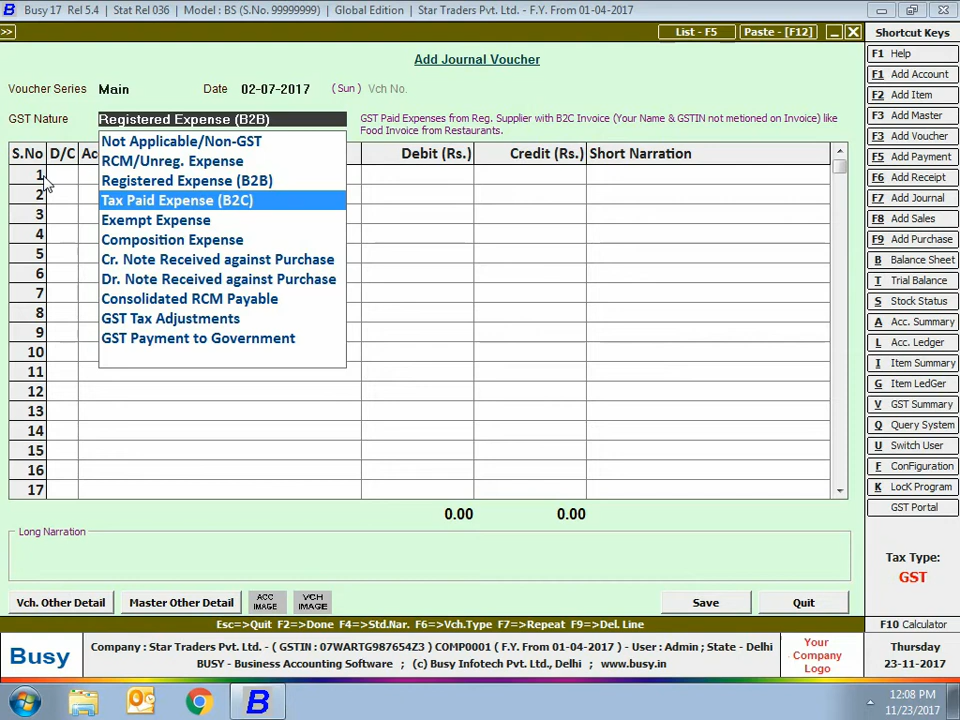 Busy 17 Rel 5.4 | Stat Rel 036 | Model : BS (S.No. 99999999) | Global Edition | Star Traders Pvt. Ltd. - F.Y. From 01-04-2017
>> List - F5 Paste - [F12] Shortcut Keys
Add Journal Voucher
Voucher Series Main Date 02-07-2017 (Sun) Vch No.
GST Nature Registered Expense (B2B)
GST Paid Expenses from Reg. Supplier with B2C Invoice (Your Name & GSTIN not metioned on Invoice) like
Food Invoice from Restaurants.
Not Applicable/Non-GST
RCM/Unreg. Expense
Registered Expense (B2B)
Tax Paid Expense (B2C)
Exempt Expense
Composition Expense
Cr. Note Received against Purchase
Dr. Note Received against Purchase
Consolidated RCM Payable
GST Tax Adjustments
GST Payment to Government
S.No D/C Ac Debit (Rs.) Credit (Rs.) Short Narration
1
2
3
4
5
6
7
8
9
10
11
12
13
14
15
16
17
0.00 0.00
Long Narration
Vch. Other Detail Master Other Detail ACC IMAGE VCH IMAGE Save Quit
Esc=>Quit F2=>Done F4=>Std.Nar. F6=>Vch.Type F7=>Repeat F9=>Del. Line
F1 Help
F1 Add Account
F2 Add Item
F3 Add Master
F3 Add Voucher
F5 Add Payment
F6 Add Receipt
F7 Add Journal
F8 Add Sales
F9 Add Purchase
B Balance Sheet
T Trial Balance
S Stock Status
A Acc. Summary
L Acc. Ledger
I Item Summary
G Item LedGer
V GST Summary
Q Query System
U Switch User
F ConFiguration
K LocK Program
GST Portal
Tax Type:
GST
F10 Calculator
Busy
Company : Star Traders Pvt. Ltd. - ( GSTIN : 07WARTG987654Z3 ) COMP0001 ( F.Y. From 01-04-2017 ) - User : Admin ; State - Delhi
BUSY - Business Accounting Software ; (c) Busy Infotech Pvt. Ltd., Delhi ; www.busy.in
Your
Company
Logo
Thursday
23-11-2017
B
12:08 PM
11/23/2017